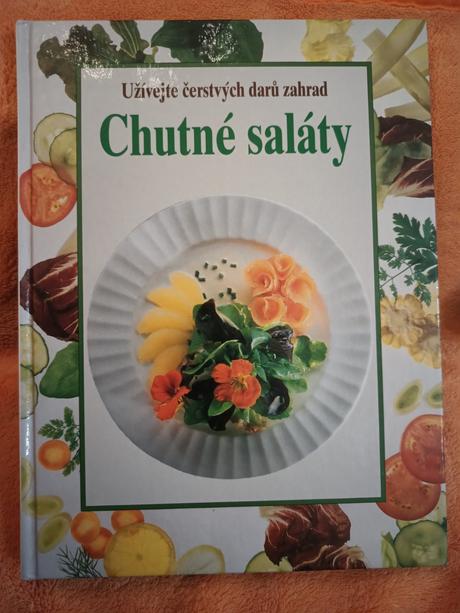 Užívejte čerstvých darů zahrad
Chutné saláty